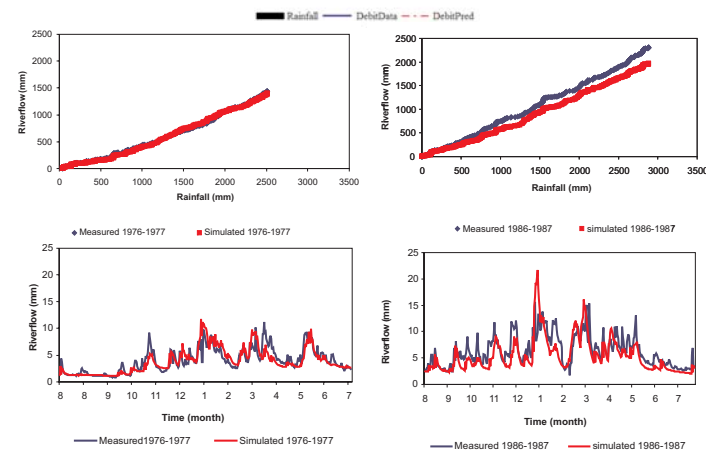 Rainfall DebitData DebitPred
2500
2000
1500
1000
500
0
Riverflow (mm)
0 500 1000 1500 2000 2500 3000 3500
Rainfall (mm)
Measured 1976-1977 Simulated 1976-1977
2500
2000
1500
1000
500
0
Riverflow (mm)
0 500 1000 1500 2000 2500 3000 3500
Rainfall (mm)
Measured 1986-1987 simulated 1986-1987
25
20
15
10
5
0
Riverflow (mm)
8 8 9 10 11 12 1 2 3 4 5 6 7
Time (month)
Measured1976-1977 Simulated 1976-1977
25
20
15
10
5
0
Riverflow (mm)
8 9 10 11 12 1 2 3 4 5 6 7
Time (month)
Measured 1986-1987 simulated 1986-1987